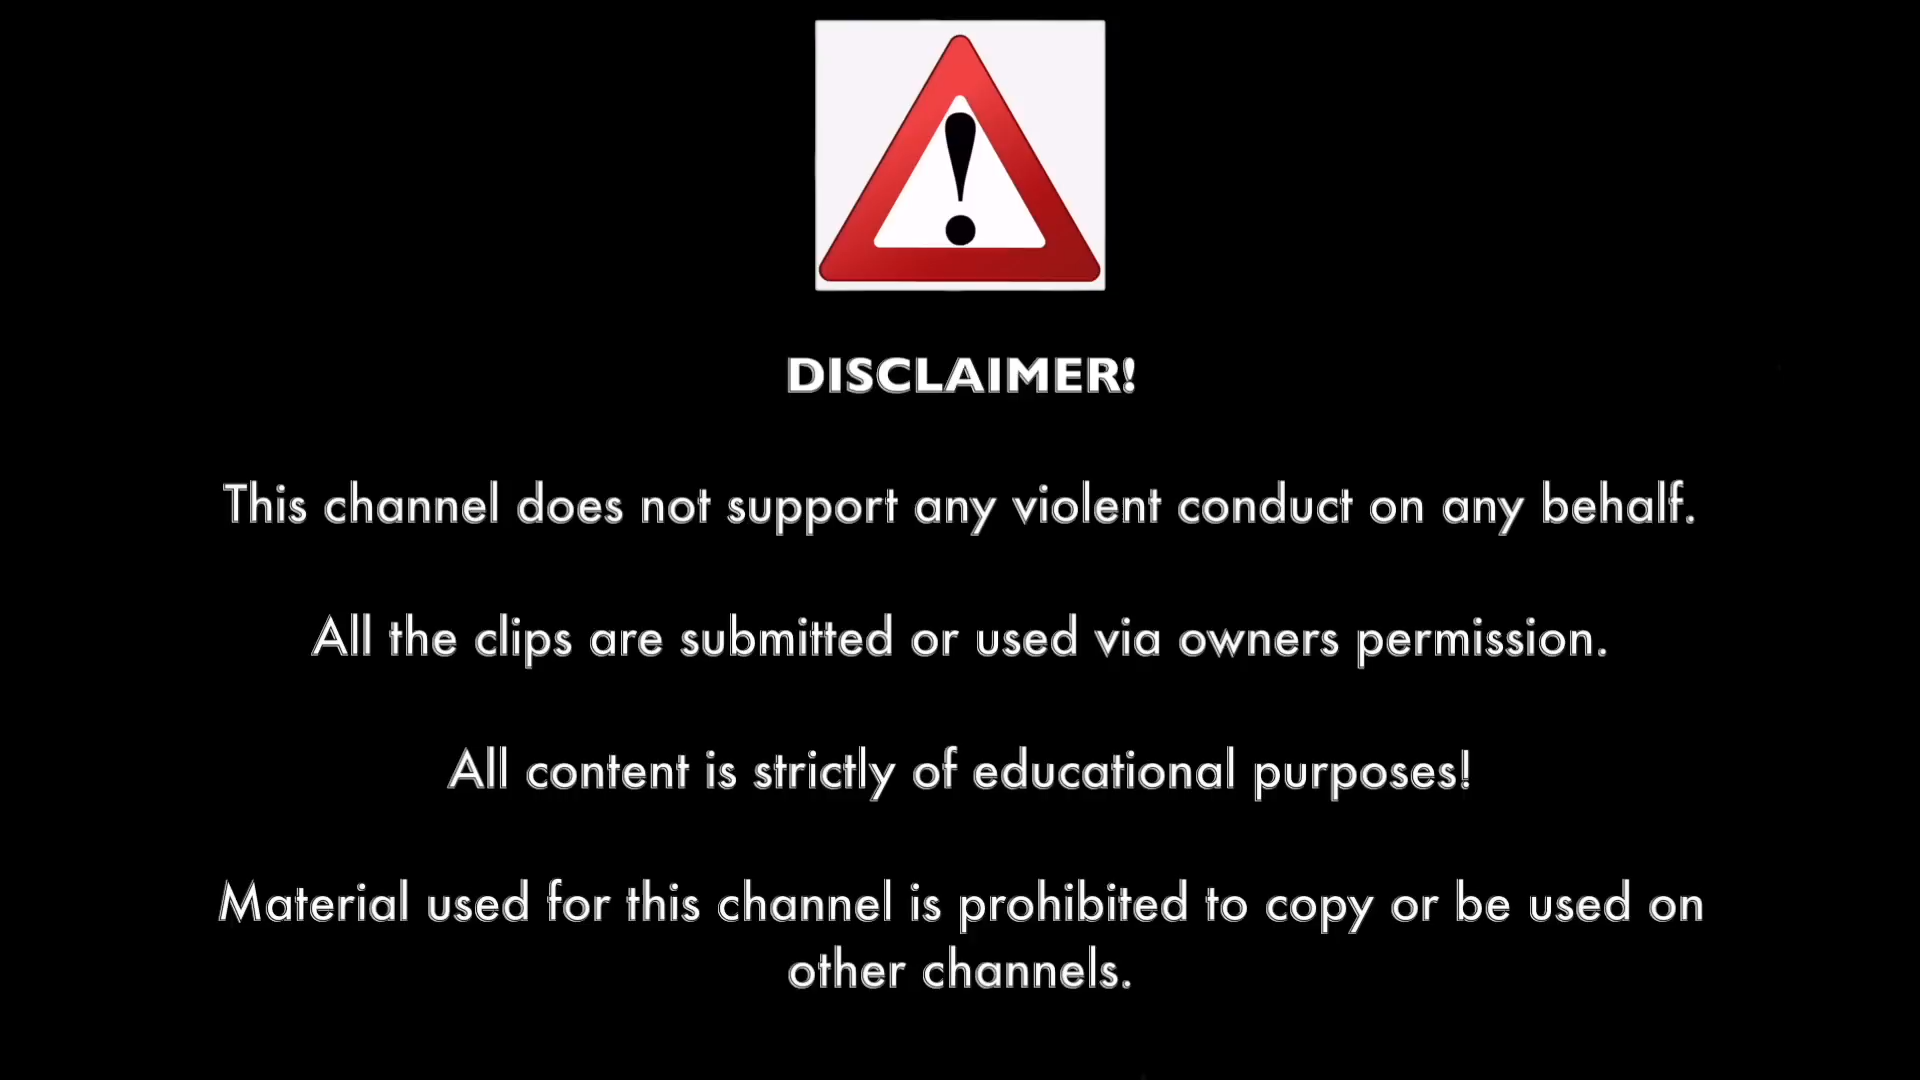 DISCLAIMER!
This channel does not support any violent conduct on any behalf.
All the clips are submitted or used via owners permission.
All content is strictly of educational purposes!
Material used for this channel is prohibited to copy or be used on
other channels.